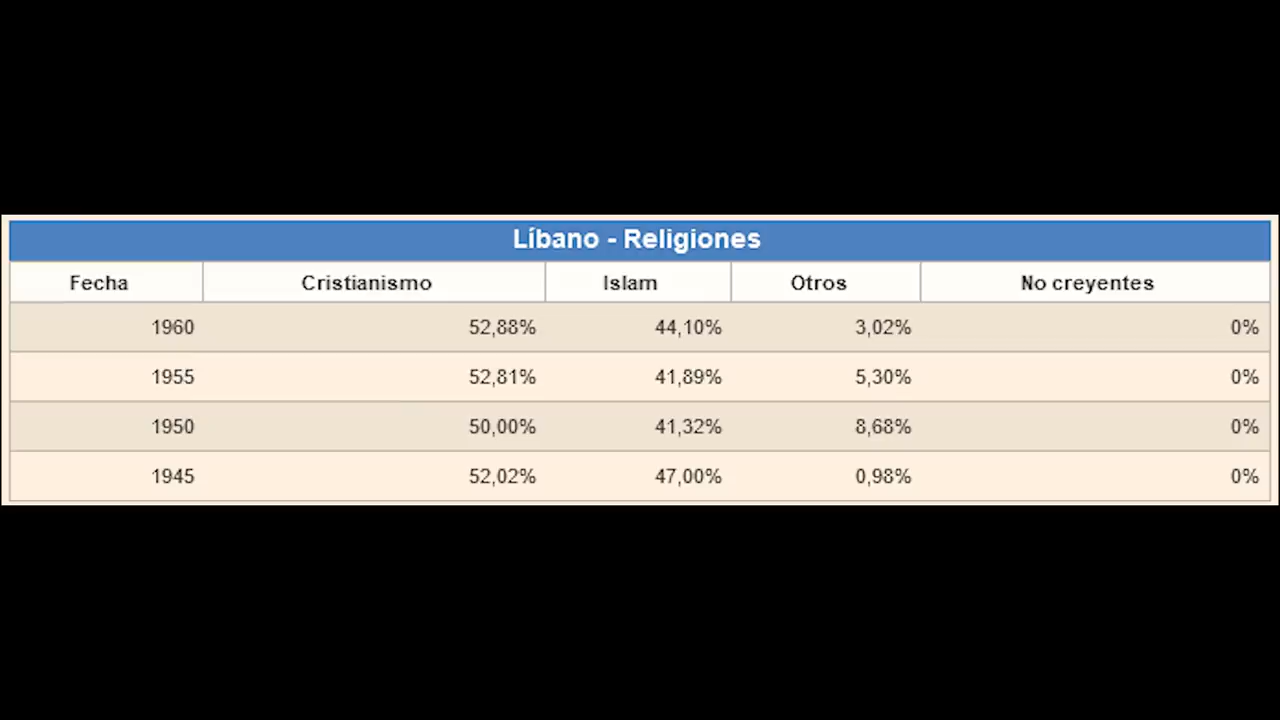 Líbano - Religiones
Fecha Cristianismo Islam Otros No creyentes
1960 52,88% 44,10% 3,02% 0%
1955 52,81% 41,89% 5,30% 0%
1950 50,00% 41,32% 8,68% 0%
1945 52,02% 47,00% 0,98% 0%